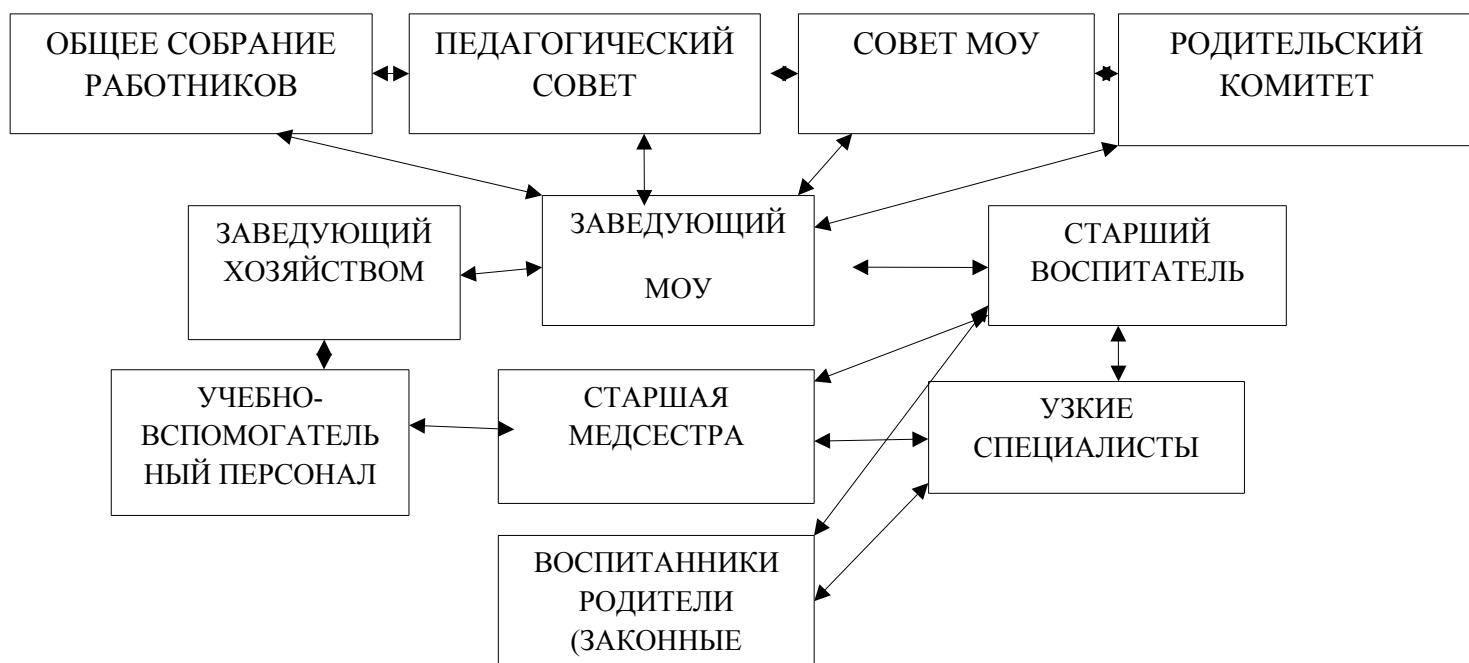 ОБЩЕЕ СОБРАНИЕ
РАБОТНИКОВ
ПЕДАГОГИЧЕСКИЙ
СОВЕТ
СОВЕТ МОУ
РОДИТЕЛЬСКИЙ
КОМИТЕТ
ЗАВЕДУЮЩИЙ
ХОЗЯЙСТВОМ
ЗАВЕДУЮЩИЙ
МОУ
СТАРШИЙ
ВОСПИТАТЕЛЬ
УЧЕБНО-
ВСПОМОГАТЕЛЬ
НЫЙ ПЕРСОНАЛ
СТАРШАЯ
МЕДСЕСТРА
УЗКИЕ
СПЕЦИАЛИСТЫ
ВОСПИТАННИКИ
РОДИТЕЛИ
(ЗАКОННЫЕ